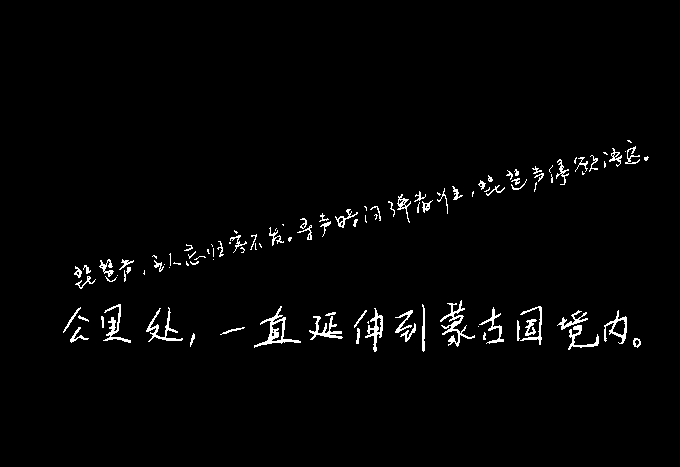 琵琶声，主人忘归客不发。寻声暗问弹者谁，琵琶声停欲语迟。
公里处，一直延伸到蒙古国境内。